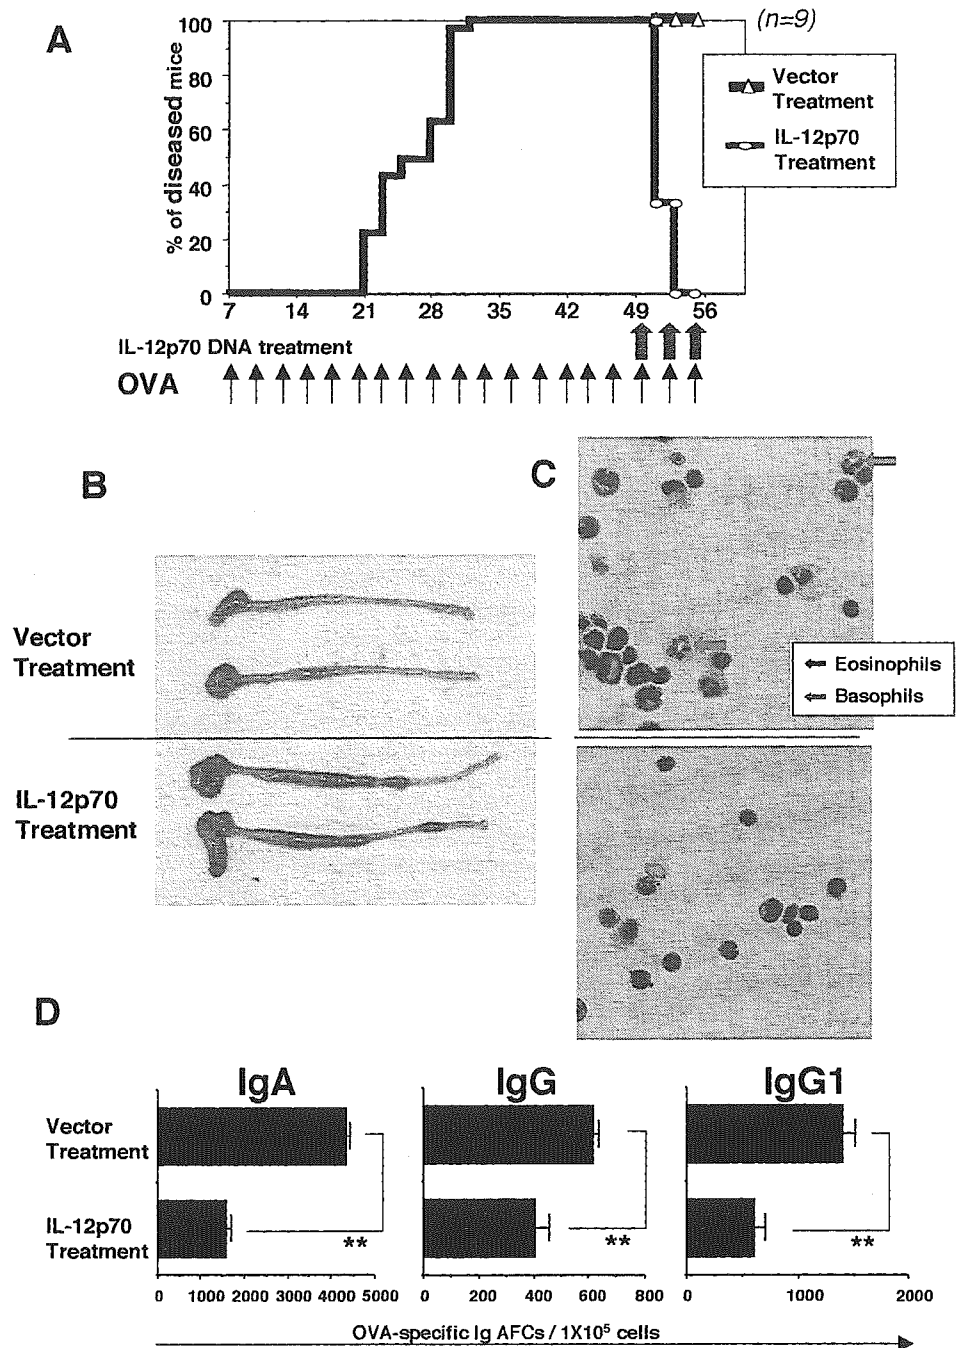 A
(n=9)
% of diseased mice
100
80
60
40
20
0
7 14 21 28 35 42 49 56
Vector
Treatment
IL-12p70
Treatment
IL-12p70 DNA treatment
OVA
B
C
Vector
Treatment
IL-12p70
Treatment
Eosinophils
Basophils
D
IgA IgG IgG1
Vector
Treatment
IL-12p70
Treatment
** ** **
0 1000 2000 3000 4000 5000
0 200 400 600 800
0 1000 2000
OVA-specific Ig AFCs / 1X10⁵ cells